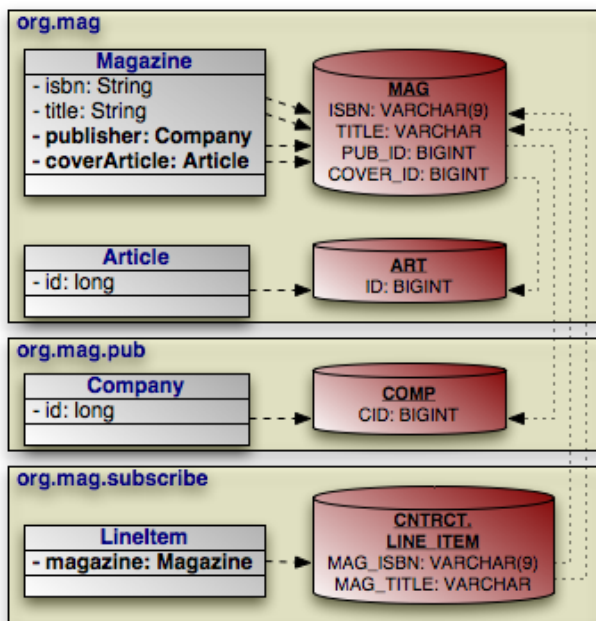 org.mag
Magazine
- isbn: String
- title: String
- publisher: Company
- coverArticle: Article
MAG
ISBN: VARCHAR(9)
TITLE: VARCHAR
PUB_ID: BIGINT
COVER_ID: BIGINT
Article
- id: long
ART
ID: BIGINT
org.mag.pub
Company
- id: long
COMP
CID: BIGINT
org.mag.subscribe
LineItem
- magazine: Magazine
CNTRCT.
LINE_ITEM
MAG_ISBN: VARCHAR(9)
MAG_TITLE: VARCHAR